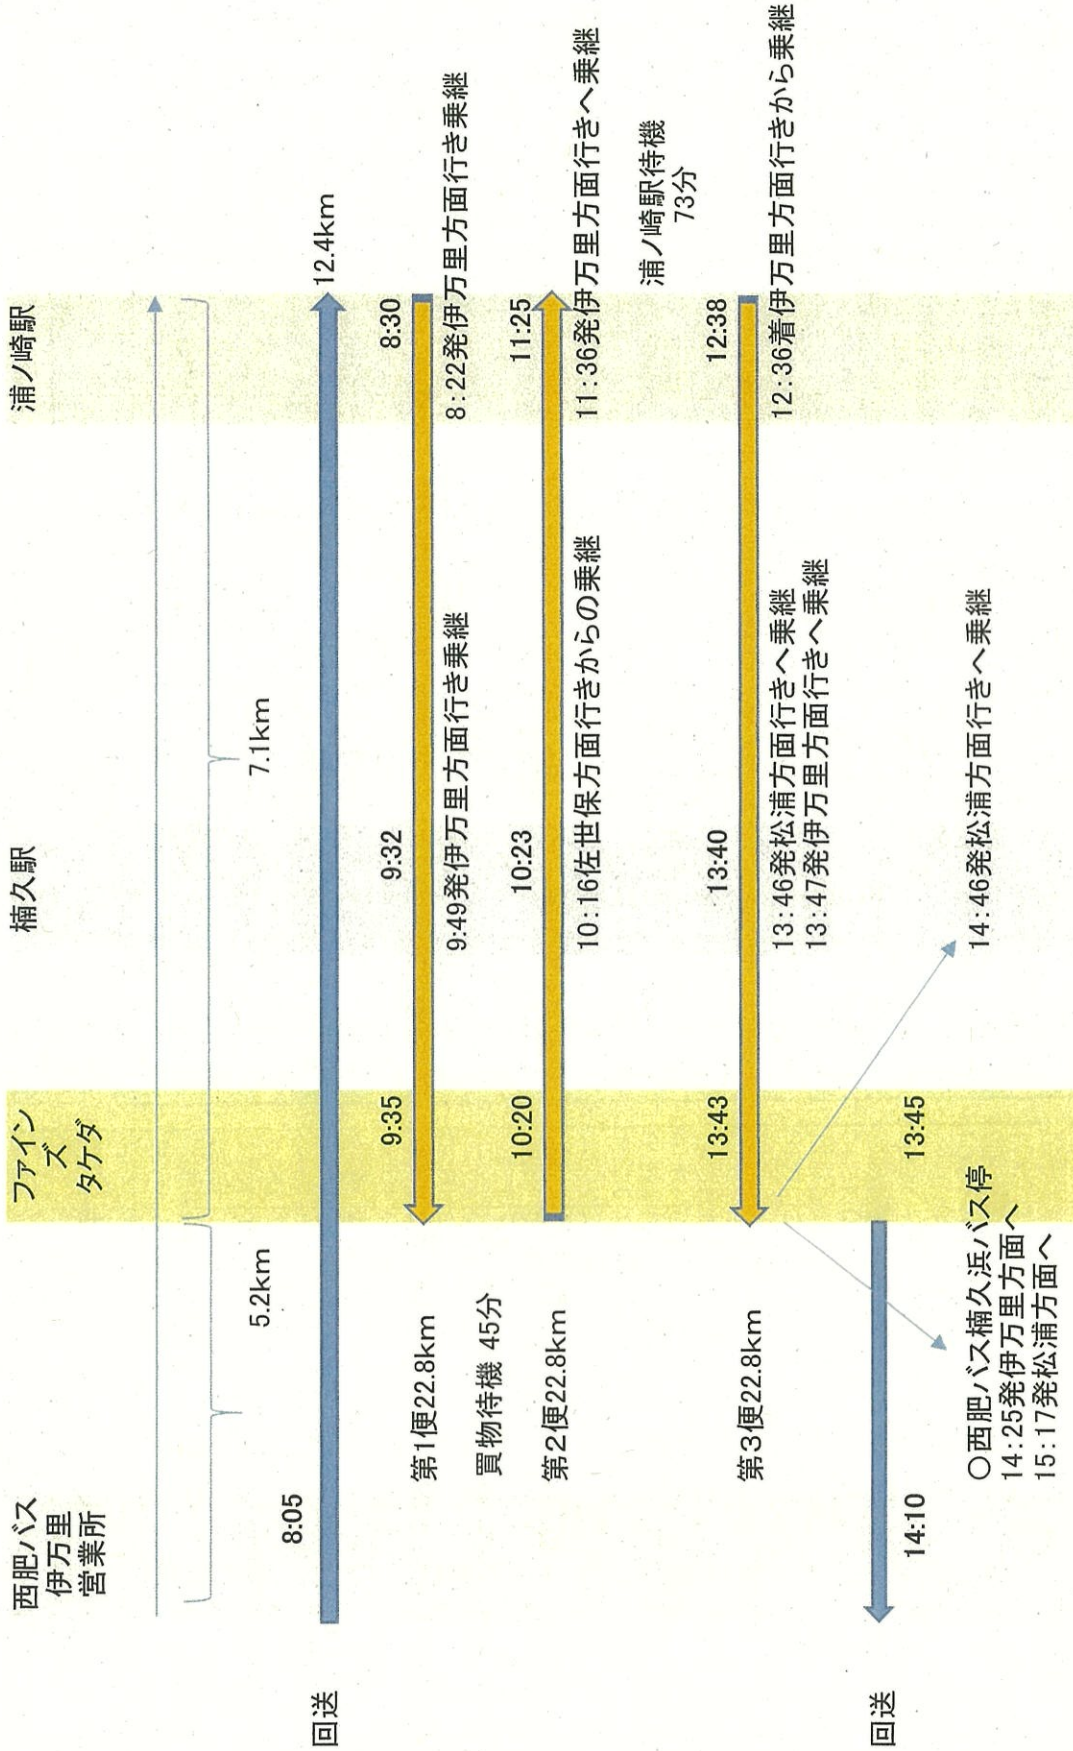 西肥バス
伊万里
営業所
ファイン
ズ
タケダ
楠久駅
浦ノ崎駅
5.2km
7.1km
回送
8:05
12.4km
第1便22.8km
9:35
9:32
8:30
9:49発伊万里方面行き乗継
8:22発伊万里方面行き乗継
買物待機 45分
第2便22.8km
10:20
10:23
11:25
10:16佐世保方面行きからの乗継
11:36発伊万里方面行きへ乗継
浦ノ崎駅待機
73分
第3便22.8km
13:43
13:40
12:38
13:46発松浦方面行きへ乗継
13:47発伊万里方面行きへ乗継
12:36着伊万里方面行きから乗継
回送
14:10
13:45
〇西肥バス楠久浜バス停
14:25発伊万里方面へ
15:17発松浦方面へ
14:46発松浦方面行きへ乗継